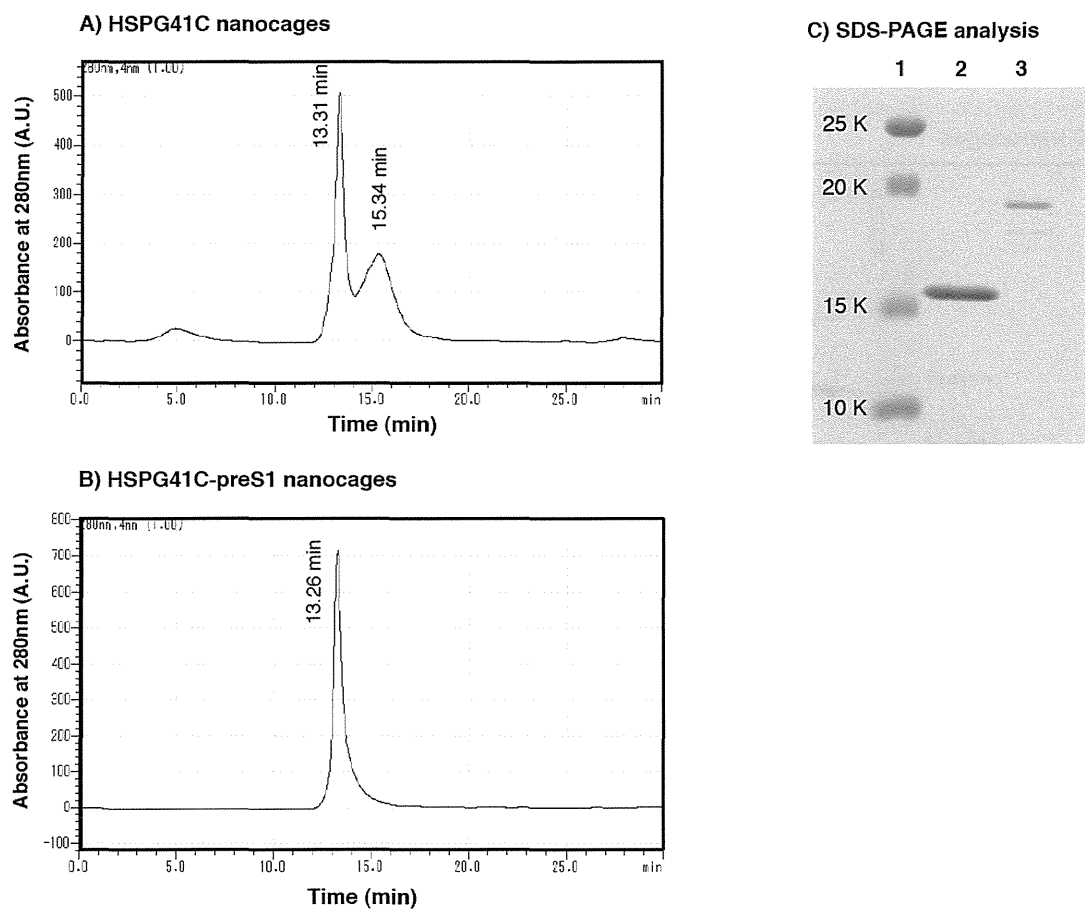 A) HSPG41C nanocages
280nm,4nm (1.00)
500
400
300
200
100
0
13.31 min
15.34 min
0.0 5.0 10.0 15.0 20.0 25.0 min
Absorbance at 280nm (A.U.)
Time (min)
B) HSPG41C-preS1 nanocages
280nm,4nm (1.00)
800
700
600
500
400
300
200
100
0
-100
13.26 min
0.0 5.0 10.0 15.0 20.0 25.0 min
Absorbance at 280nm (A.U.)
Time (min)
C) SDS-PAGE analysis
1 2 3
25 K
20 K
15 K
10 K